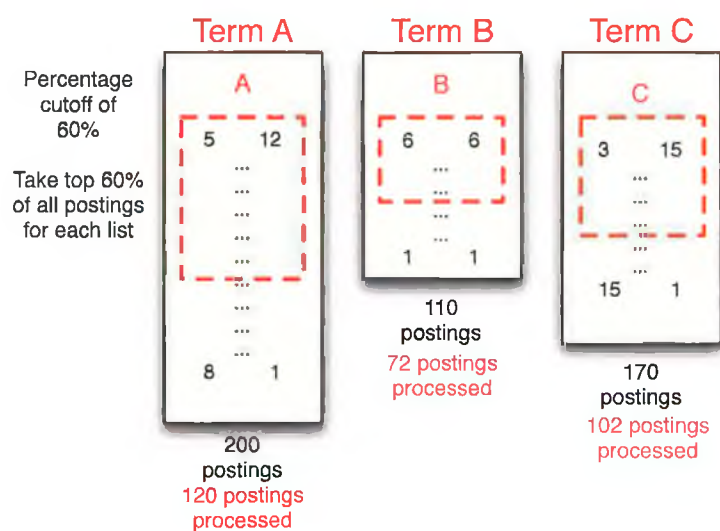 Term A
Term B
Term C
Percentage
cutoff of
60%
Take top 60%
of all postings
for each list
A
5 12
...
...
...
...
...
...
...
...
...
8 1
200
postings
120 postings
processed
B
6 6
...
...
...
...
1 1
110
postings
72 postings
processed
C
3 15
...
...
...
...
...
15 1
170
postings
102 postings
processed